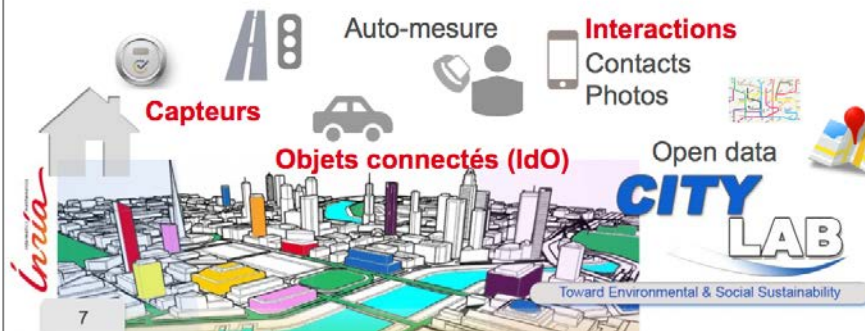 Auto-mesure
Interactions
Contacts
Photos
Capteurs
Objets connectés (IdO)
Open data
CITY
LAB
Toward Environmental & Social Sustainability
Inria
7